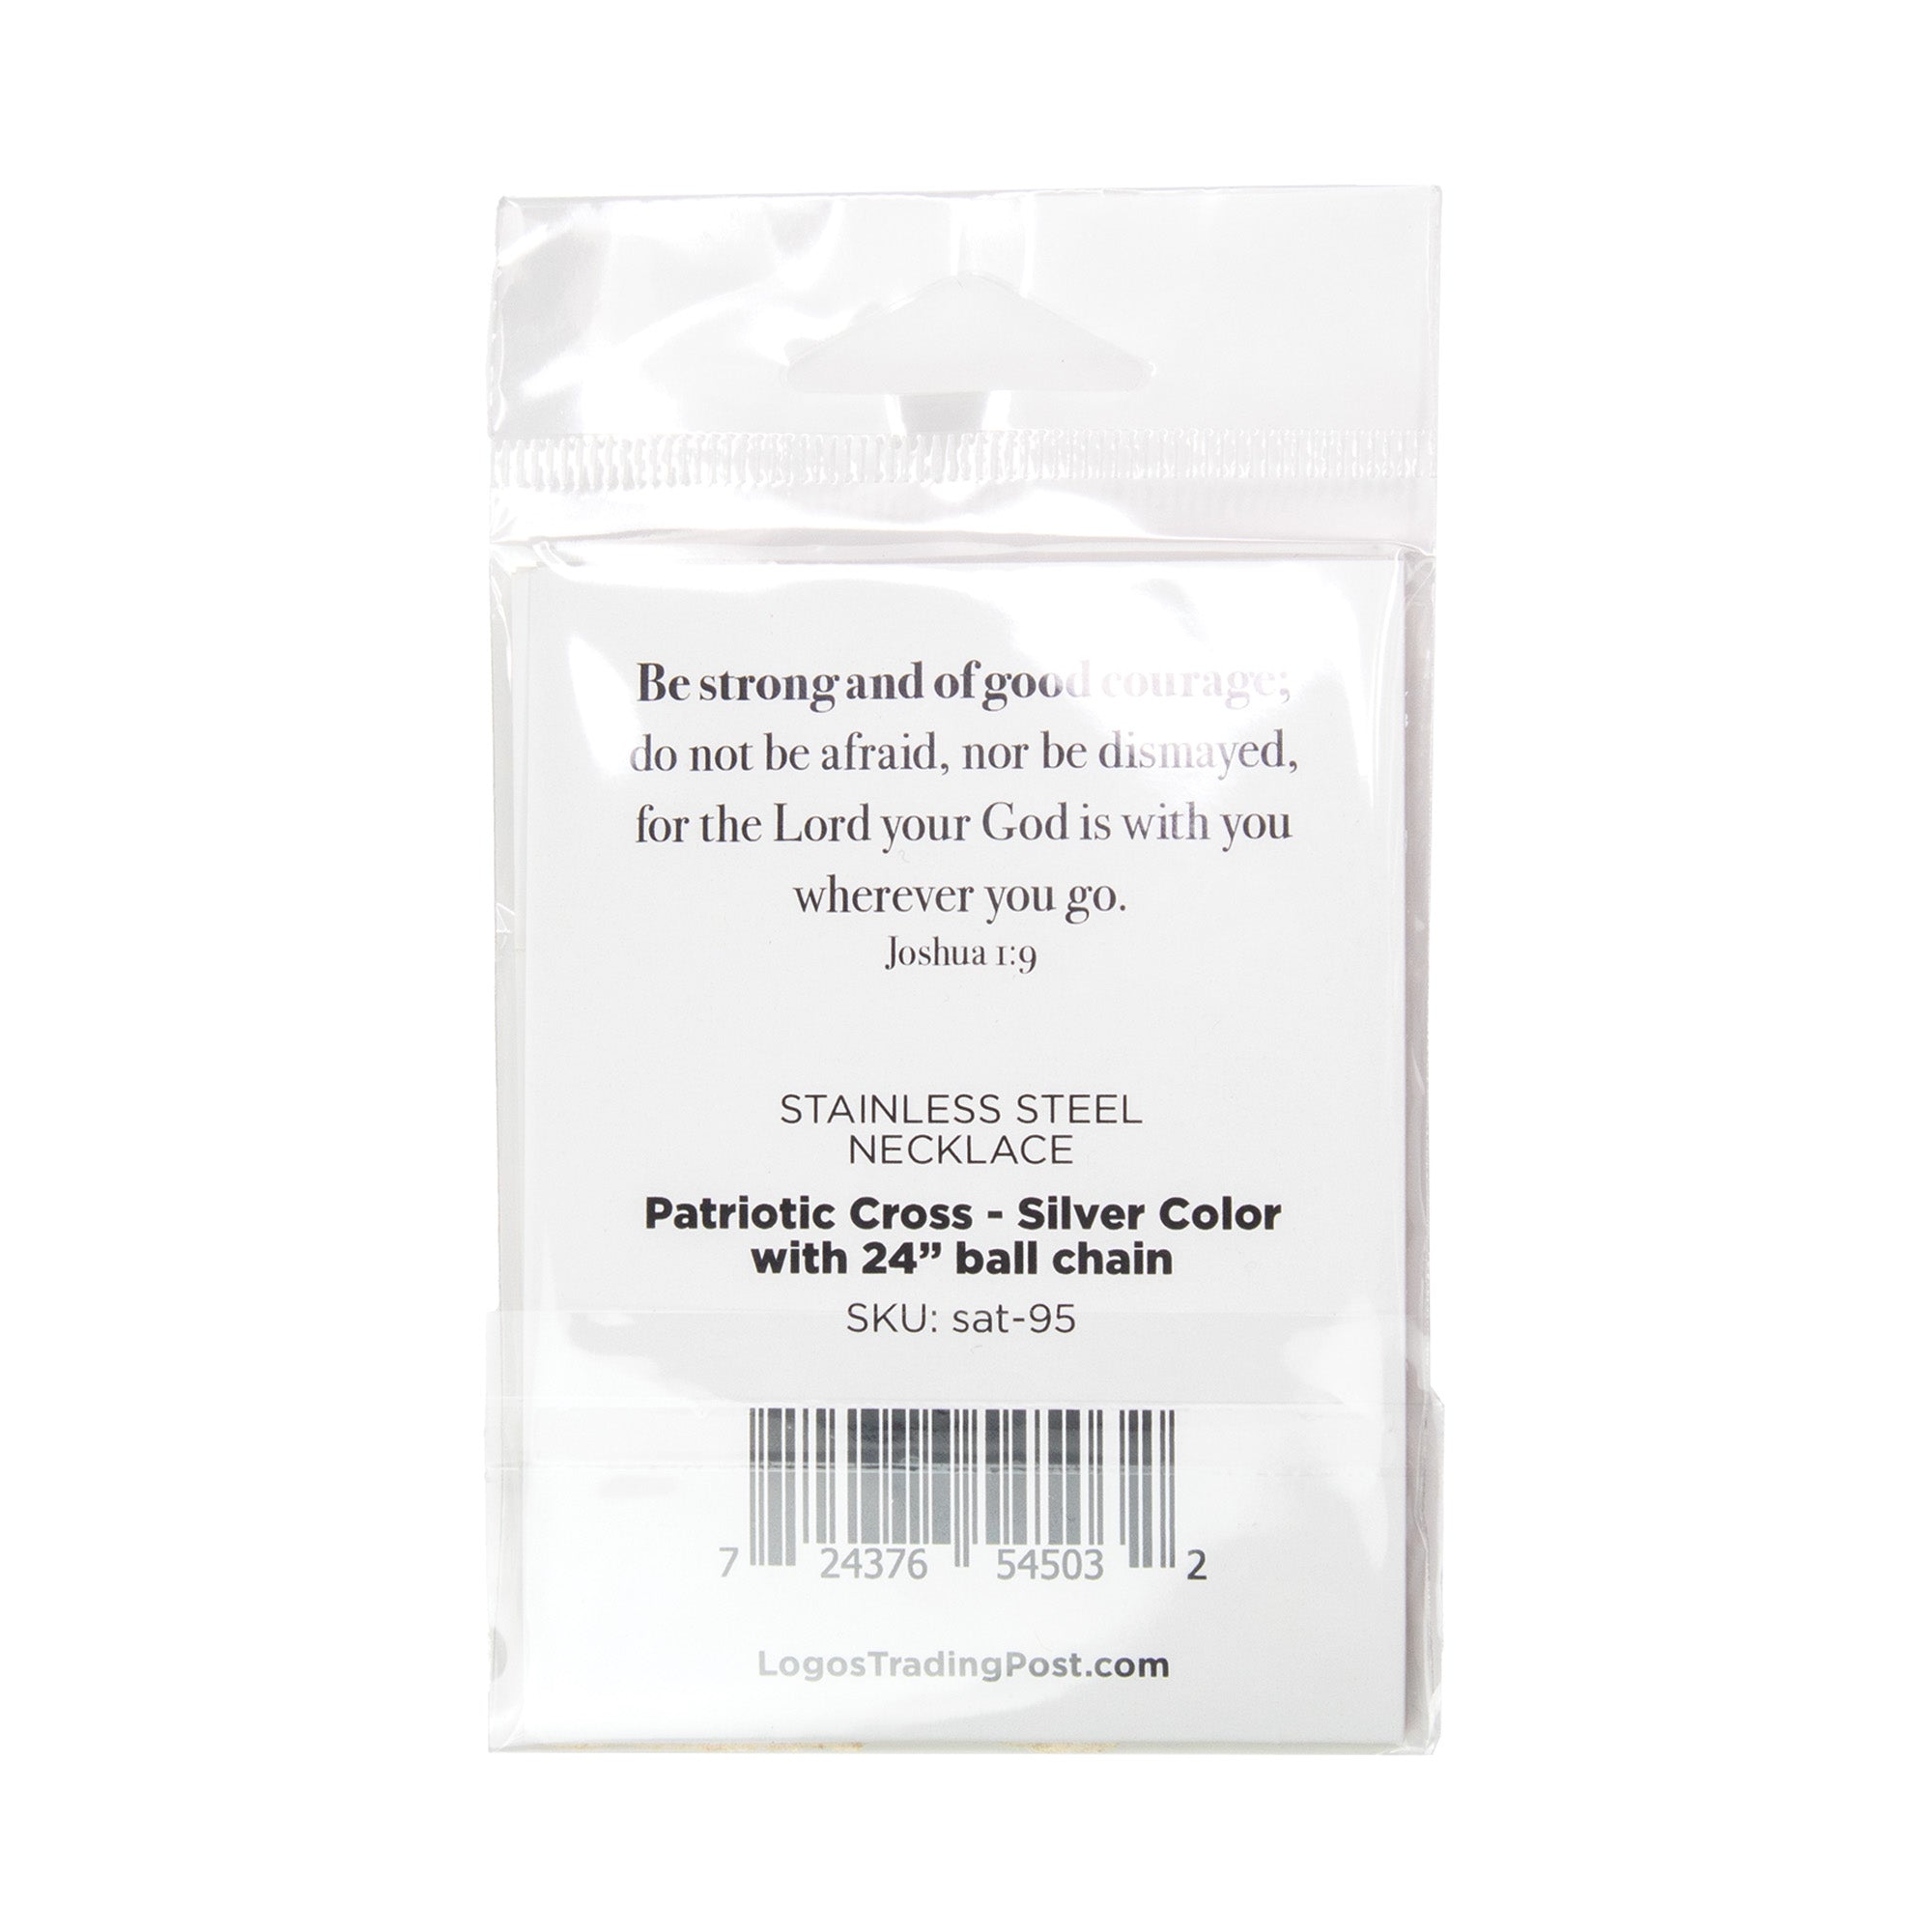 Be strong and of good courage;
do not be afraid, nor be dismayed,
for the Lord your God is with you
wherever you go.
Joshua 1:9
STAINLESS STEEL
NECKLACE
Patriotic Cross - Silver Color
with 24” ball chain
SKU: sat-95
7 24376 54503 2
LogosTradingPost.com